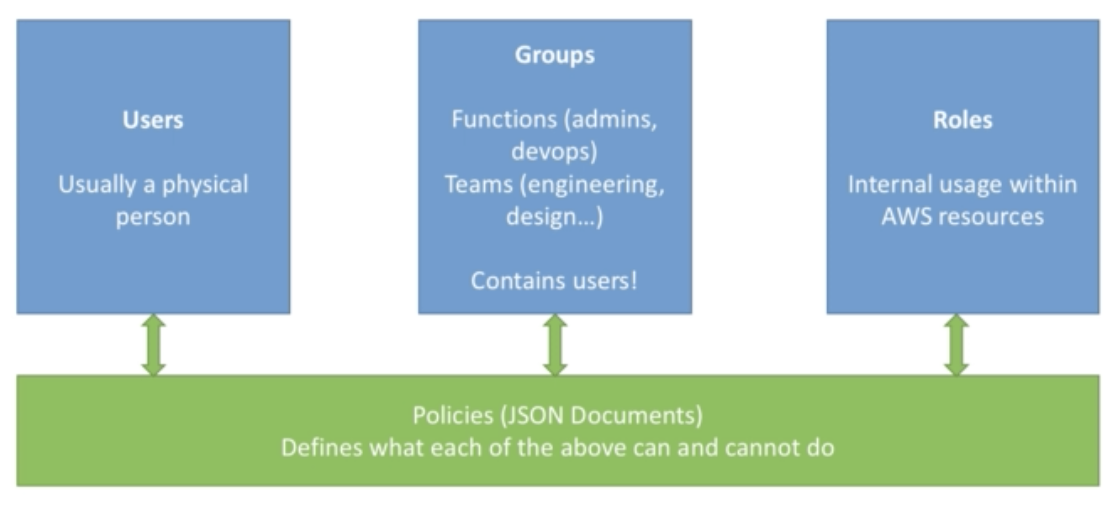 Users
Usually a physical
person
Groups
Functions (admins,
devops)
Teams (engineering,
design...)
Contains users!
Roles
Internal usage within
AWS resources
Policies (JSON Documents)
Defines what each of the above can and cannot do